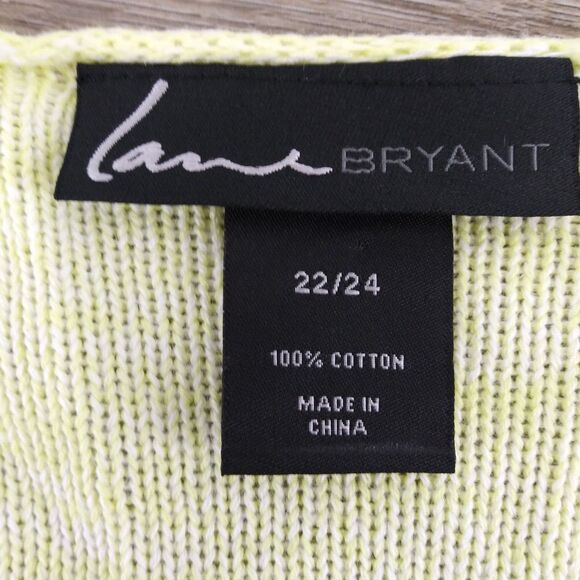 Lane BRYANT
22/24
100% COTTON
MADE IN
CHINA